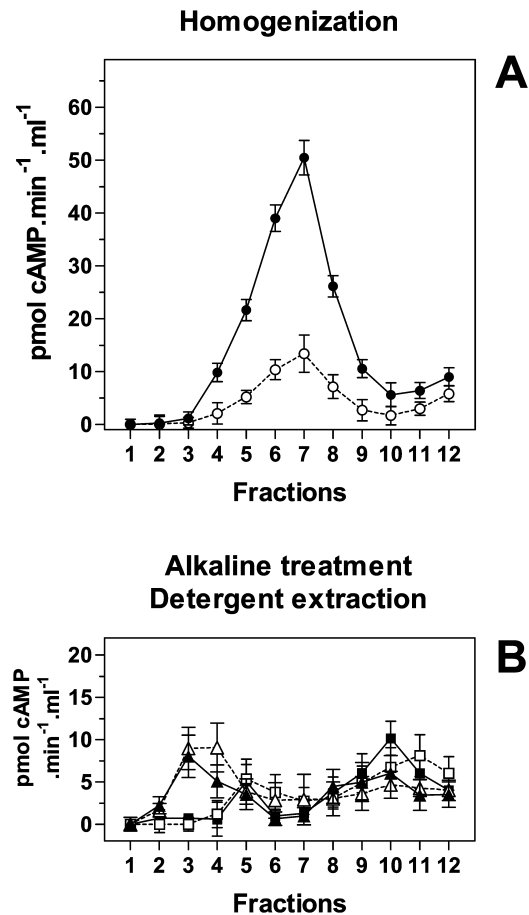 Homogenization
A
pmol cAMP.min⁻¹.ml⁻¹
60
50
40
30
20
10
0
1 2 3 4 5 6 7 8 9 10 11 12
Fractions
Alkaline treatment
Detergent extraction
B
pmol cAMP
.min⁻¹.ml⁻¹
20
15
10
5
0
1 2 3 4 5 6 7 8 9 10 11 12
Fractions